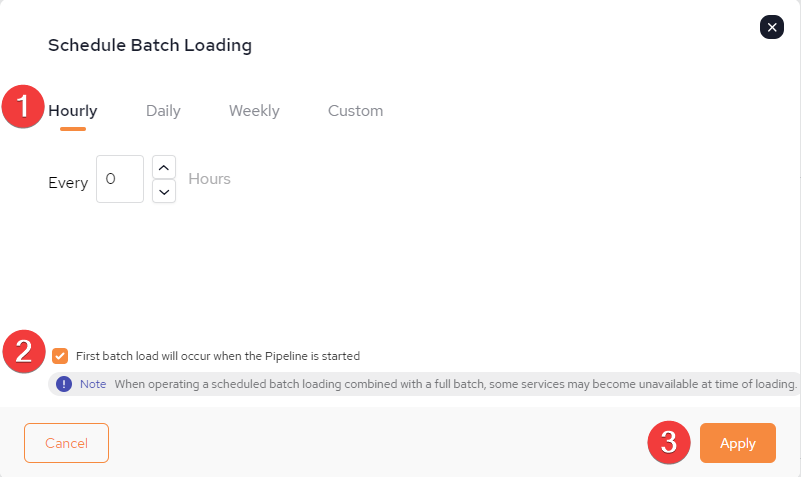 Schedule Batch Loading
1 Hourly Daily Weekly Custom
Every 0 Hours
2 First batch load will occur when the Pipeline is started
! Note When operating a scheduled batch loading combined with a full batch, some services may become unavailable at time of loading.
Cancel 3 Apply